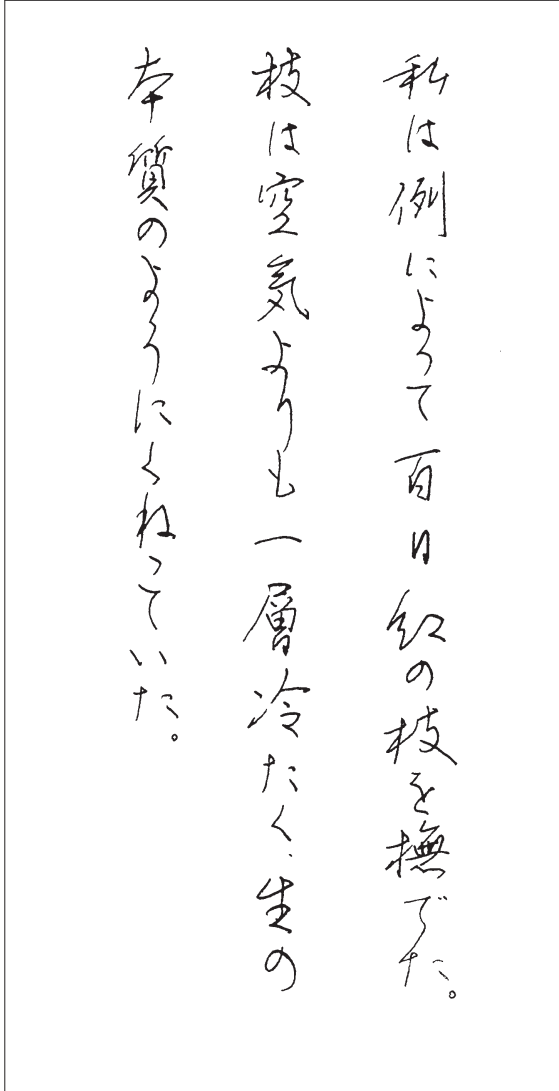 私は例によって百日紅の枝を撫でた。
枝は空気よりも一層冷たく、生の
本質のようにくねっていた。